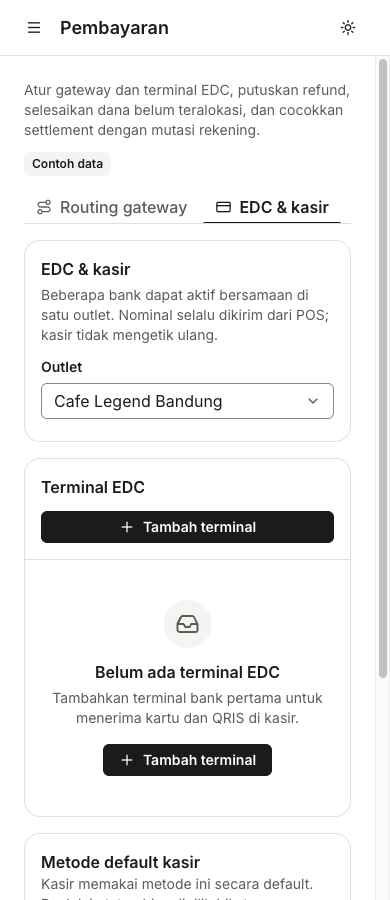 Pembayaran
Atur gateway dan terminal EDC, putuskan refund,
selesaikan dana belum teralokasi, dan cocokkan
settlement dengan mutasi rekening.
Contoh data
Routing gateway
EDC & kasir
EDC & kasir
Beberapa bank dapat aktif bersamaan di
satu outlet. Nominal selalu dikirim dari POS;
kasir tidak mengetik ulang.
Outlet
Cafe Legend Bandung
Terminal EDC
Tambah terminal
Belum ada terminal EDC
Tambahkan terminal bank pertama untuk
menerima kartu dan QRIS di kasir.
Tambah terminal
Metode default kasir
Kasir memakai metode ini secara default.